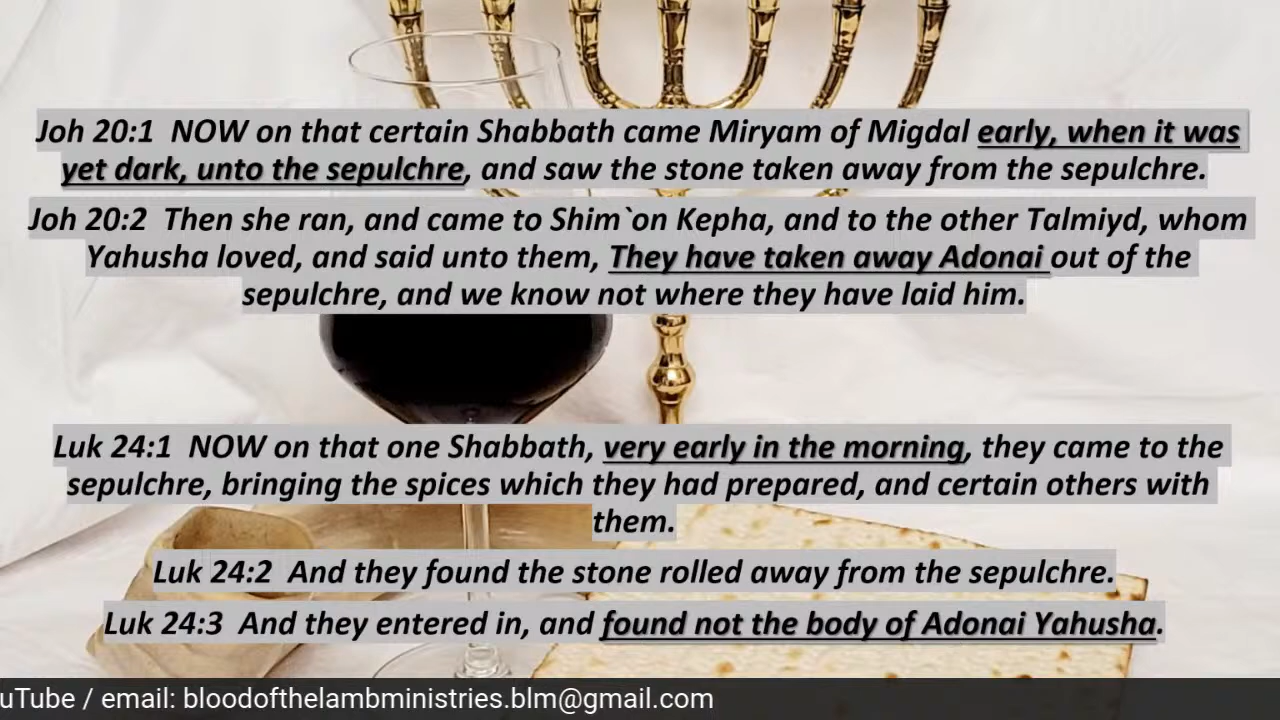 Joh 20:1 NOW on that certain Shabbath came Miryam of Migdal early, when it was
yet dark, unto the sepulchre, and saw the stone taken away from the sepulchre.
Joh 20:2 Then she ran, and came to Shim`on Kepha, and to the other Talmiyd, whom
Yahusha loved, and said unto them, They have taken away Adonai out of the
sepulchre, and we know not where they have laid him.
Luk 24:1 NOW on that one Shabbath, very early in the morning, they came to the
sepulchre, bringing the spices which they had prepared, and certain others with
them.
Luk 24:2 And they found the stone rolled away from the sepulchre.
Luk 24:3 And they entered in, and found not the body of Adonai Yahusha.
uTube / email: bloodofthelambministries.blm@gmail.com